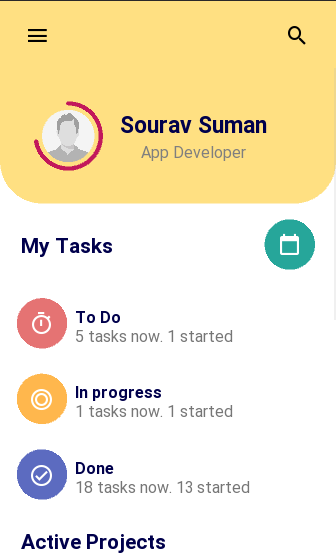 Sourav Suman
App Developer
My Tasks
To Do
5 tasks now. 1 started
In progress
1 tasks now. 1 started
Done
18 tasks now. 13 started
Active Projects